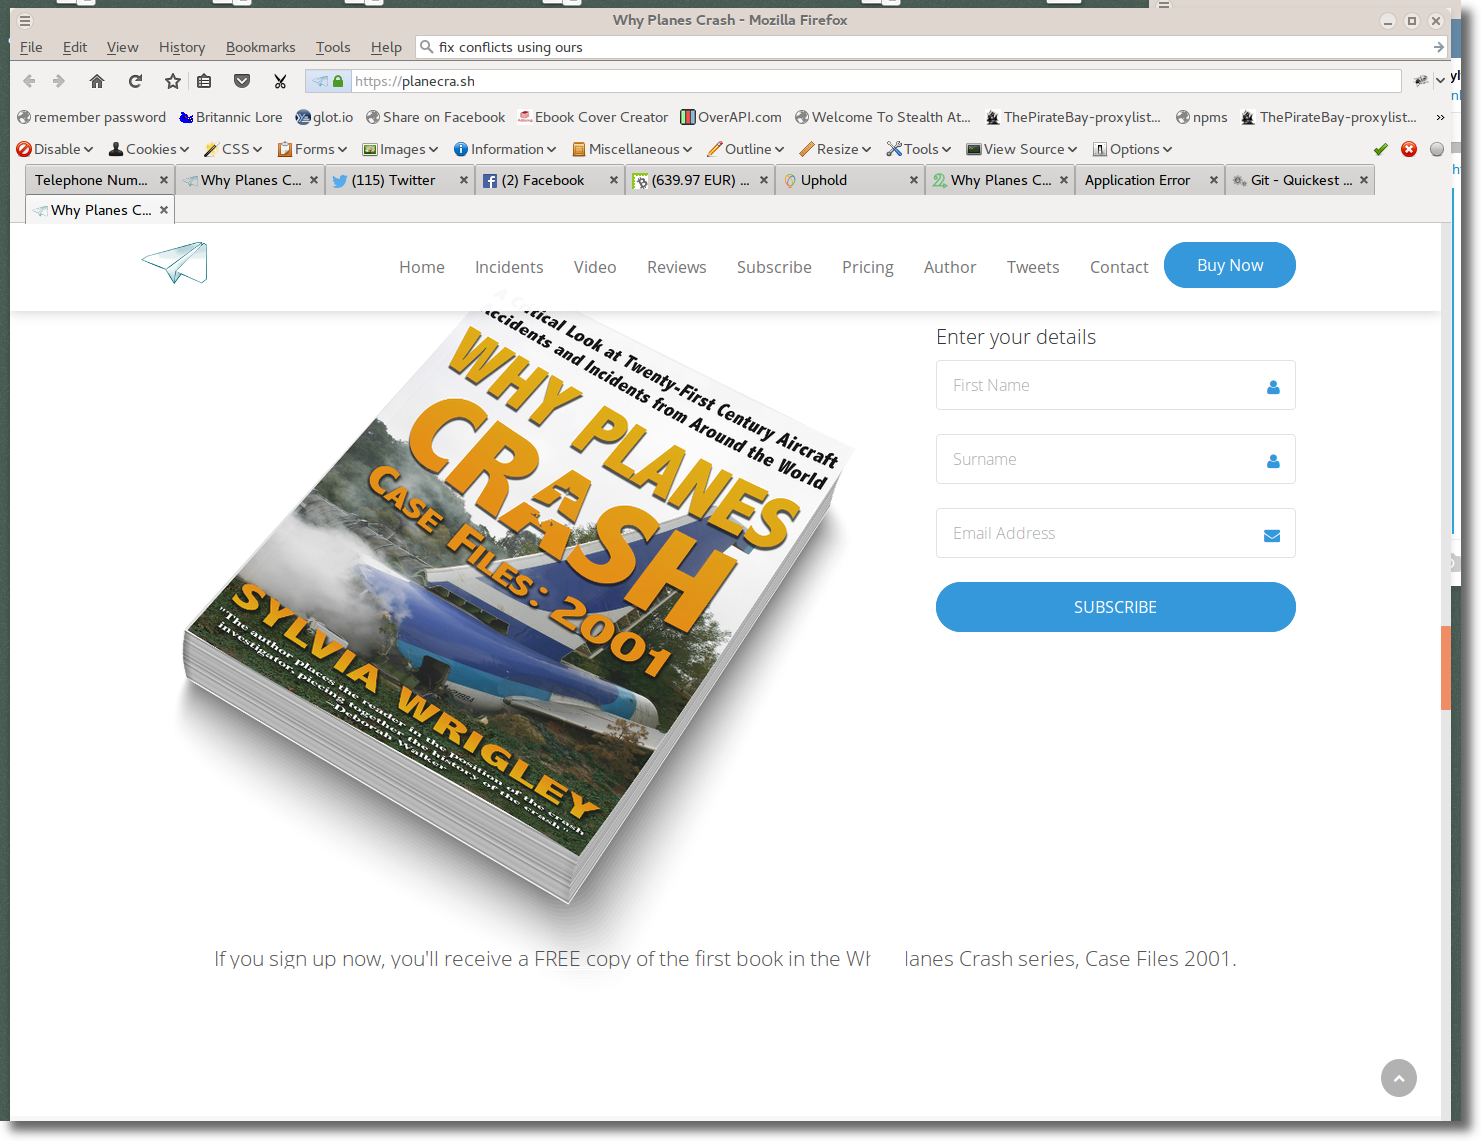 Why Planes Crash - Mozilla Firefox
File Edit View History Bookmarks Tools Help fix conflicts using ours
https://planecra.sh
remember password Britannic Lore glot.io Share on Facebook Ebook Cover Creator OverAPI.com Welcome To Stealth At... ThePirateBay-proxylist... npms ThePirateBay-proxylist... »
Disable Cookies CSS Forms Images Information Miscellaneous Outline Resize Tools View Source Options
Telephone Num... Why Planes C... (115) Twitter (2) Facebook (639.97 EUR) ... Uphold Why Planes C... Application Error Git - Quickest ...
Why Planes C...
Home Incidents Video Reviews Subscribe Pricing Author Tweets Contact Buy Now
A Critical Look at Twenty-First Century Aircraft
Accidents and Incidents from Around the World
WHY PLANES
CRASH
CASE FILES: 2001
SYLVIA WRIGLEY
"The author places the reader in the position of the crash
investigator, piecing together the history of the crash."
—Deborah Walker
Enter your details
First Name
Surname
Email Address
SUBSCRIBE
If you sign up now, you'll receive a FREE copy of the first book in the Wh lanes Crash series, Case Files 2001.